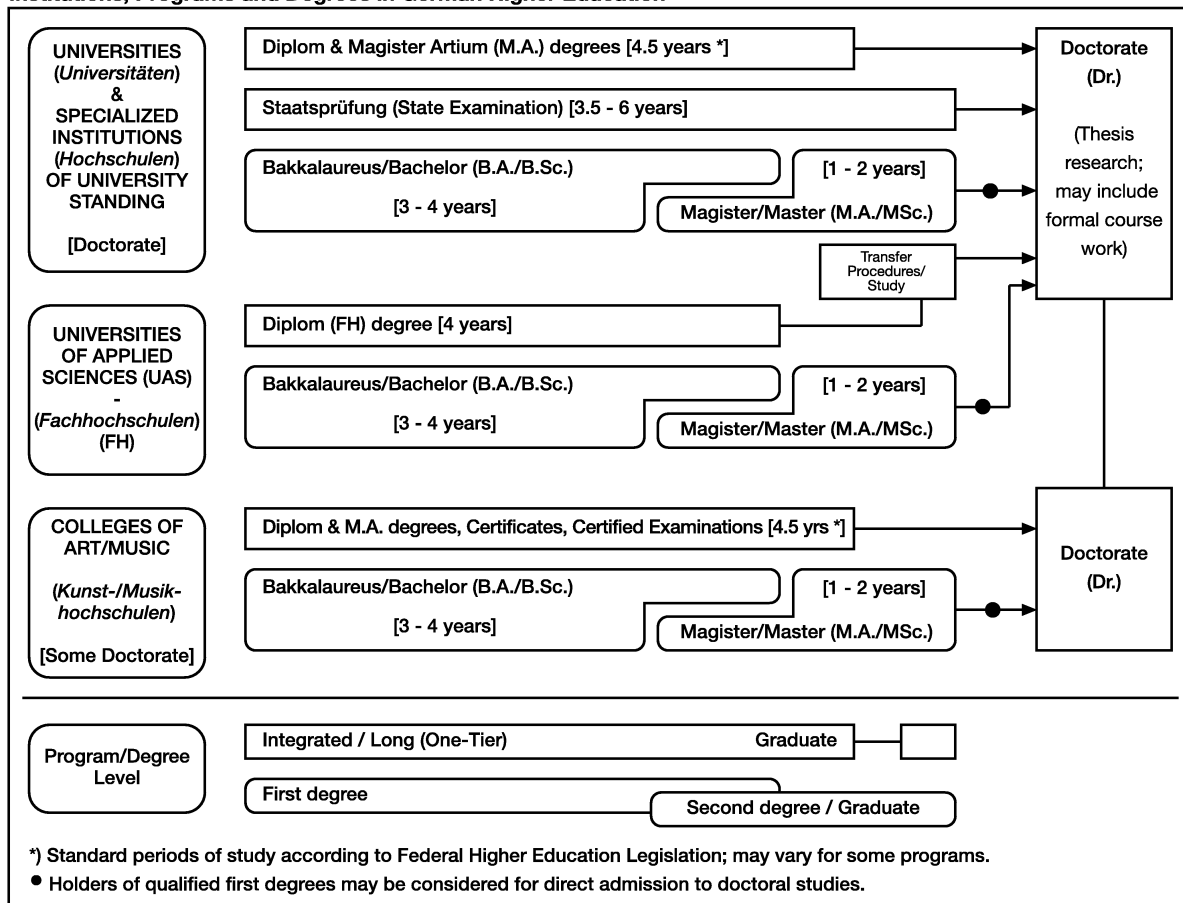 Institutions, Programs and Degrees in German Higher Education
UNIVERSITIES
(Universitäten)
&
SPECIALIZED
INSTITUTIONS
(Hochschulen)
OF UNIVERSITY
STANDING
[Doctorate]
Diplom & Magister Artium (M.A.) degrees [4.5 years *]
Staatsprüfung (State Examination) [3.5 - 6 years]
Bakkalaureus/Bachelor (B.A./B.Sc.)
[3 - 4 years]
[1 - 2 years]
Magister/Master (M.A./MSc.)
Transfer
Procedures/
Study
Doctorate
(Dr.)
(Thesis
research;
may include
formal course
work)
UNIVERSITIES
OF APPLIED
SCIENCES (UAS)
-
(Fachhochschulen)
(FH)
Diplom (FH) degree [4 years]
Bakkalaureus/Bachelor (B.A./B.Sc.)
[3 - 4 years]
[1 - 2 years]
Magister/Master (M.A./MSc.)
COLLEGES OF
ART/MUSIC
(Kunst-/Musik-
hochschulen)
[Some Doctorate]
Diplom & M.A. degrees, Certificates, Certified Examinations [4.5 yrs *]
Bakkalaureus/Bachelor (B.A./B.Sc.)
[3 - 4 years]
[1 - 2 years]
Magister/Master (M.A./MSc.)
Doctorate
(Dr.)
Program/Degree
Level
Integrated / Long (One-Tier) Graduate
First degree
Second degree / Graduate
*) Standard periods of study according to Federal Higher Education Legislation; may vary for some programs.
● Holders of qualified first degrees may be considered for direct admission to doctoral studies.